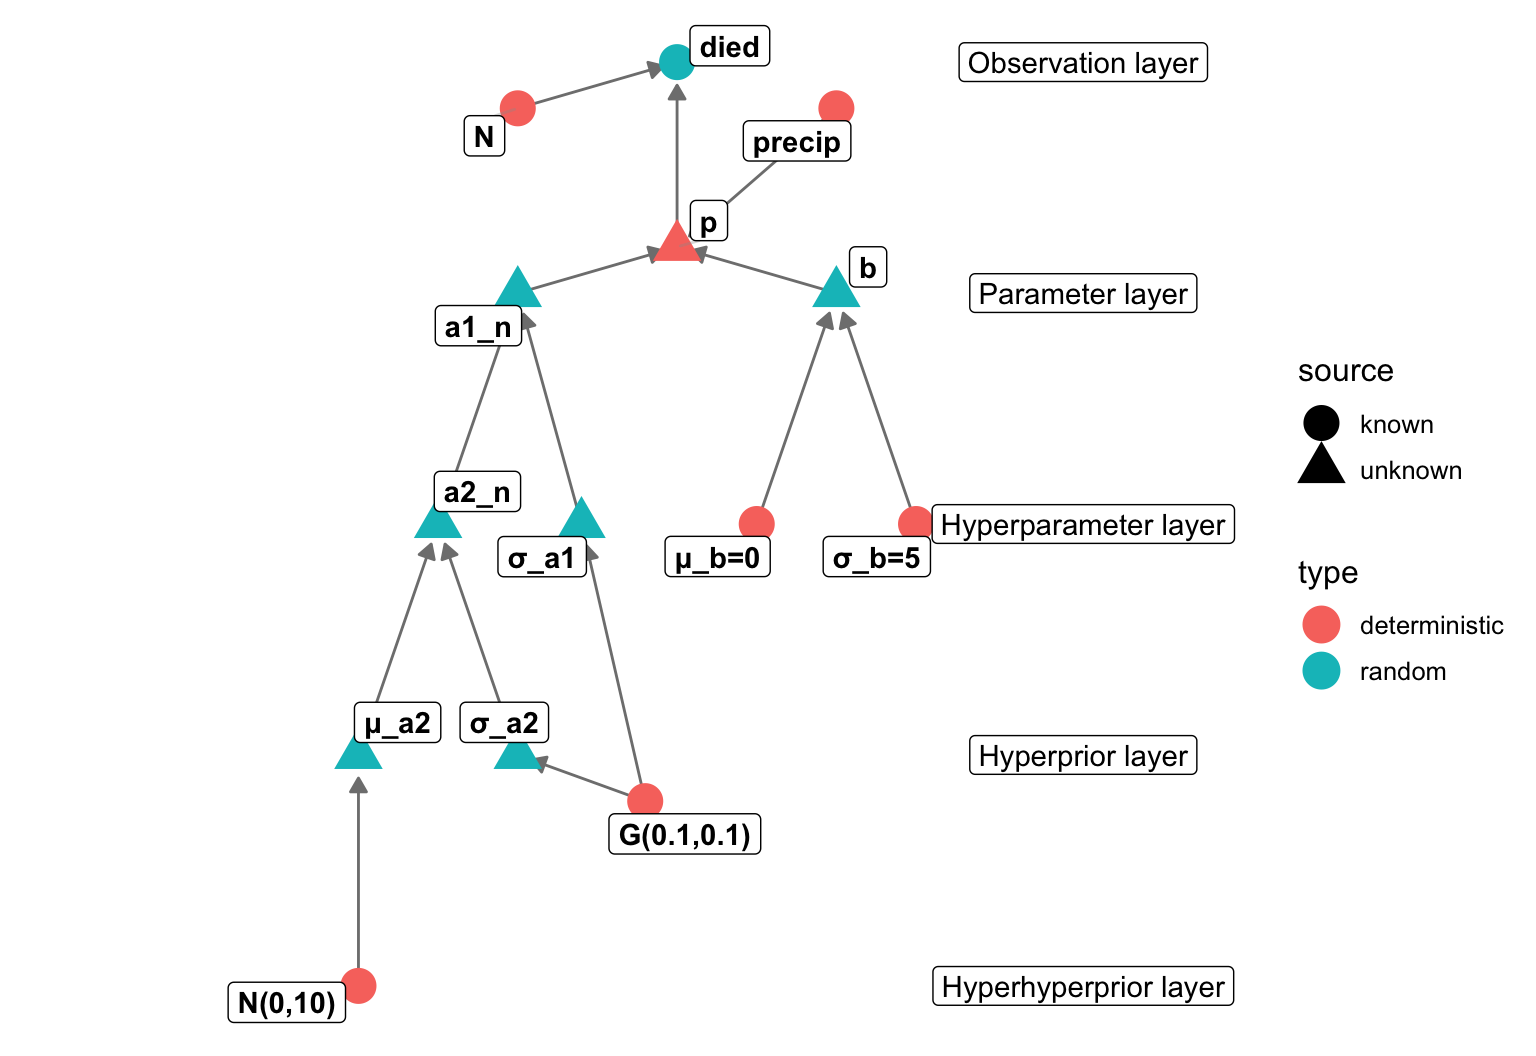 died
Observation layer
N
precip
p
b
Parameter layer
a1_n
source
known
unknown
a2_n
Hyperparameter layer
σ_a1
μ_b=0
σ_b=5
type
deterministic
random
μ_a2
σ_a2
Hyperprior layer
G(0.1,0.1)
N(0,10)
Hyperhyperprior layer